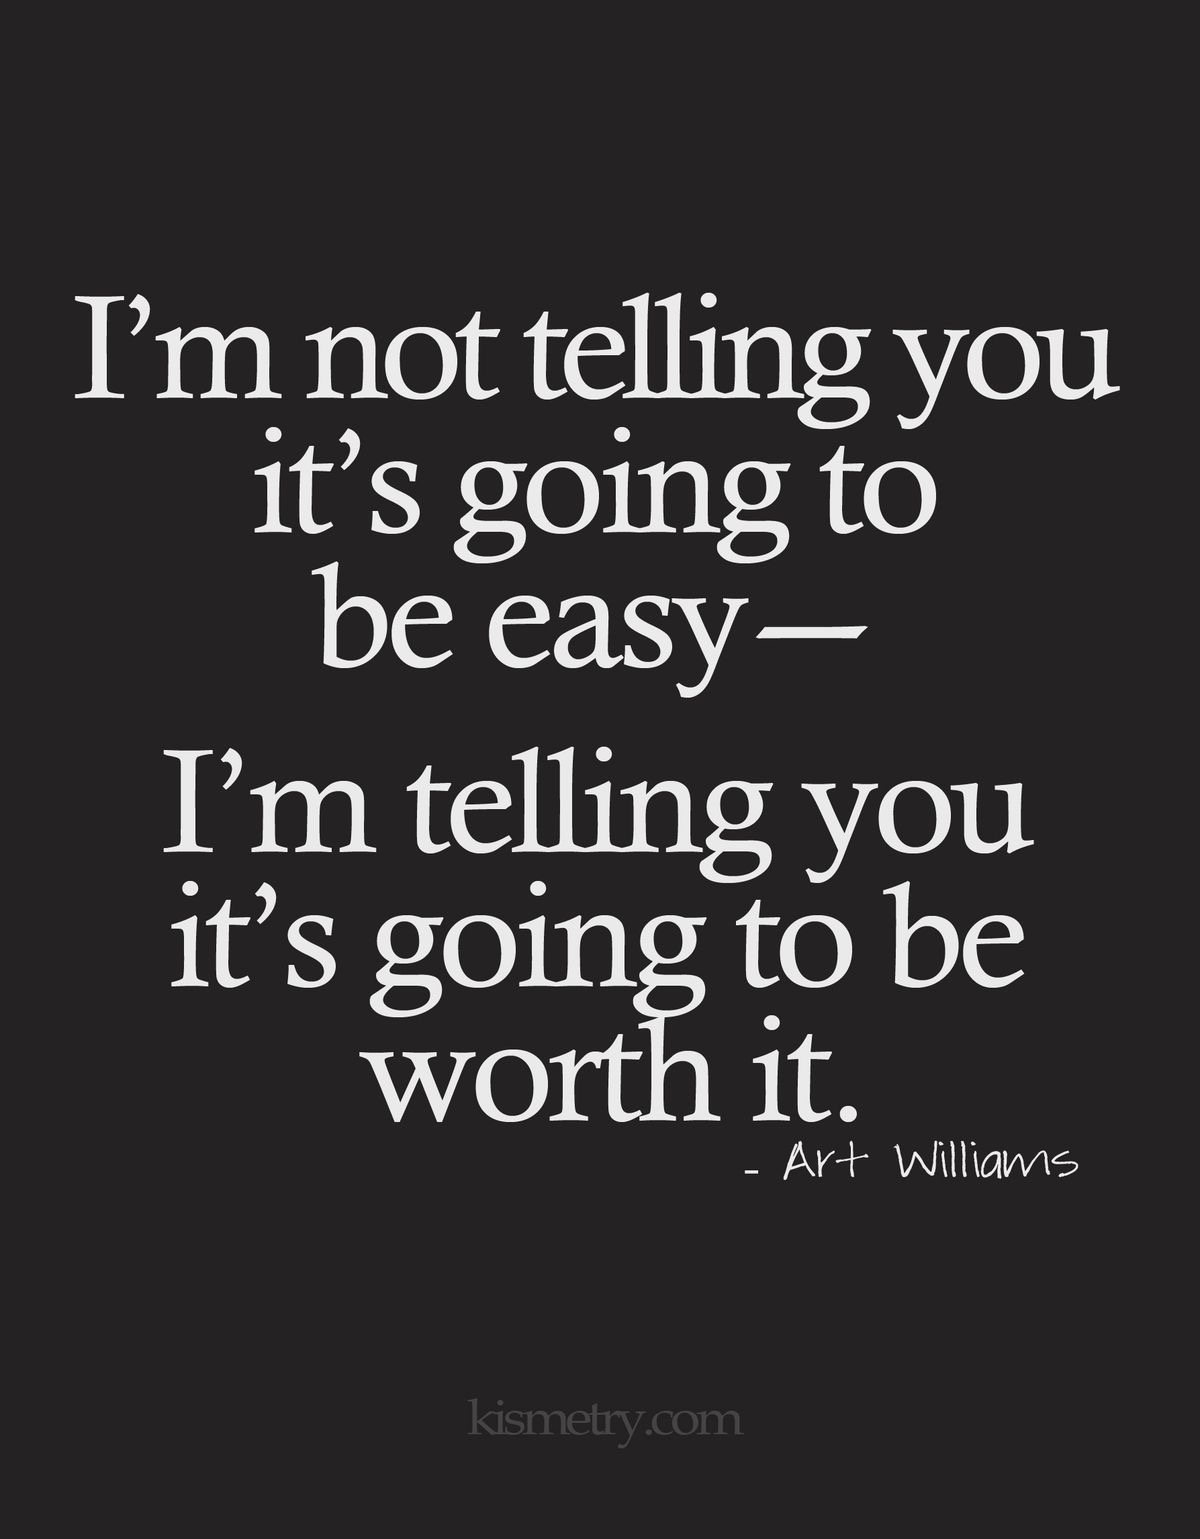 I’m not telling you
it’s going to
be easy—
I’m telling you
it’s going to be
worth it.
- Art Williams
kismetry.com